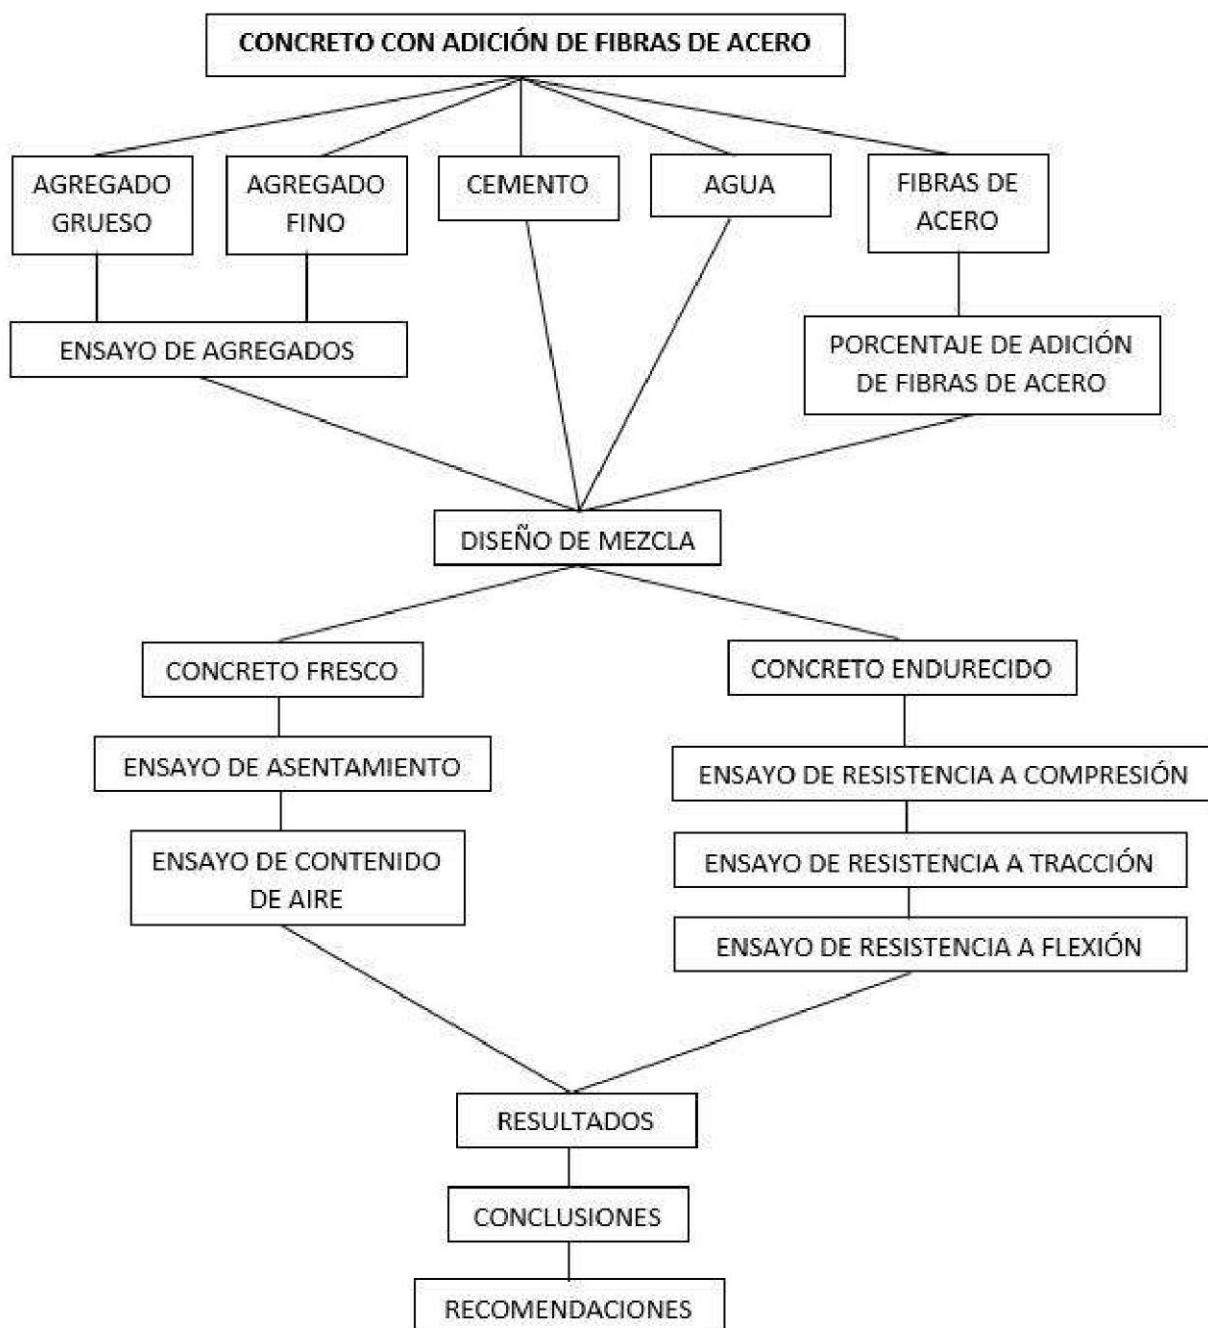 CONCRETO CON ADICIÓN DE FIBRAS DE ACERO
AGREGADO
GRUESO
AGREGADO
FINO
CEMENTO
AGUA
FIBRAS DE
ACERO
ENSAYO DE AGREGADOS
PORCENTAJE DE ADICIÓN
DE FIBRAS DE ACERO
DISEÑO DE MEZCLA
CONCRETO FRESCO
ENSAYO DE ASENTAMIENTO
ENSAYO DE CONTENIDO
DE AIRE
CONCRETO ENDURECIDO
ENSAYO DE RESISTENCIA A COMPRESIÓN
ENSAYO DE RESISTENCIA A TRACCIÓN
ENSAYO DE RESISTENCIA A FLEXIÓN
RESULTADOS
CONCLUSIONES
RECOMENDACIONES